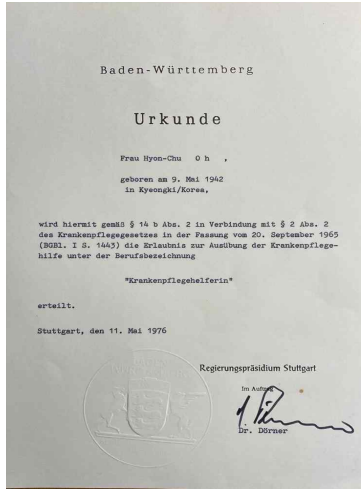 Baden-Württemberg
Urkunde
Frau Hyon-Chu Oh ,
geboren am 9. Mai 1942
in Kyeongki/Korea,
wird hiermit gemäß § 14 b Abs. 2 in Verbindung mit § 2 Abs. 2
des Krankenpflegegesetzes in der Fassung vom 20. September 1965
(BGBl. I S. 1443) die Erlaubnis zur Ausübung der Krankenpflege-
hilfe unter der Berufsbezeichnung
"Krankenpflegehelferin"
erteilt.
Stuttgart, den 11. Mai 1976
Regierungspräsidium Stuttgart
Im Auftrag
Dr. Dörner